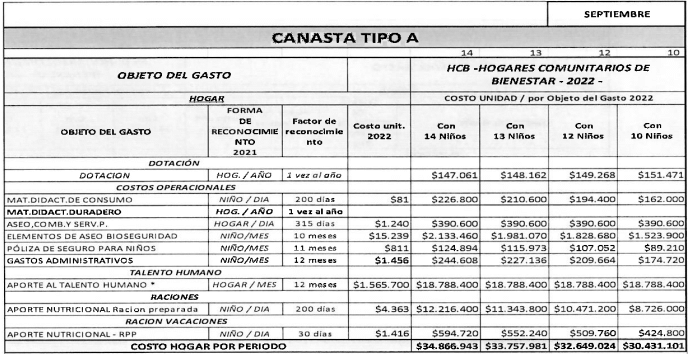 SEPTIEMBRE
CANASTA TIPO A
14 13 12 10
OBJETO DEL GASTO HCB -HOGARES COMUNITARIOS DE BIENESTAR - 2022 -
HOGAR COSTO UNIDAD / por Objeto del Gasto 2022
OBJETO DEL GASTO FORMA DE RECONOCIMIE NTO 2021 Factor de reconocimie nto Costo unit. 2022 Con 14 Niños Con 13 Niños Con 12 Niños Con 10 Niños
DOTACIÓN
DOTACION HOG. / AÑO 1 vez al año $147.061 $148.162 $149.268 $151.471
COSTOS OPERACIONALES
MAT.DIDACT.DE CONSUMO NIÑO / DIA 200 días $81 $226.800 $210.600 $194.400 $162.000
MAT.DIDACT.DURADERO HOG. / AÑO 1 vez al año
ASEO,COMB.Y SERV.P. HOGAR / DIA 315 días $1.240 $390.600 $390.600 $390.600 $390.600
ELEMENTOS DE ASEO BIOSEGURIDAD NIÑO/MES 10 meses $15.239 $2.133.460 $1.981.070 $1.828.680 $1.523.900
PÓLIZA DE SEGURO PARA NIÑOS NIÑO/MES 11 meses $811 $124.894 $115.973 $107.052 $89.210
GASTOS ADMINISTRATIVOS NIÑO/MES 12 meses $1.456 $244.608 $227.136 $209.664 $174.720
TALENTO HUMANO
APORTE AL TALENTO HUMANO * HOGAR / MES 12 meses $1.565.700 $18.788.400 $18.788.400 $18.788.400 $18.788.400
RACIONES
APORTE NUTRICIONAL Racion preparada NIÑO / DIA 200 días $4.363 $12.216.400 $11.343.800 $10.471.200 $8.726.000
RACION VACACIONES
APORTE NUTRICIONAL - RPP NIÑO / DIA 30 días $1.416 $594.720 $552.240 $509.760 $424.800
COSTO HOGAR POR PERIODO $34.866.943 $33.757.981 $32.649.024 $30.431.101